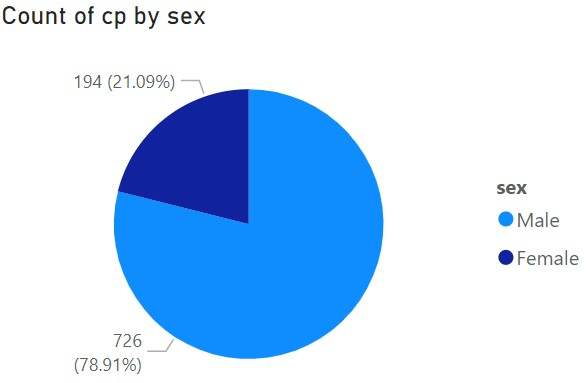 Count of cp by sex
194 (21.09%)
sex
Male
Female
726
(78.91%)